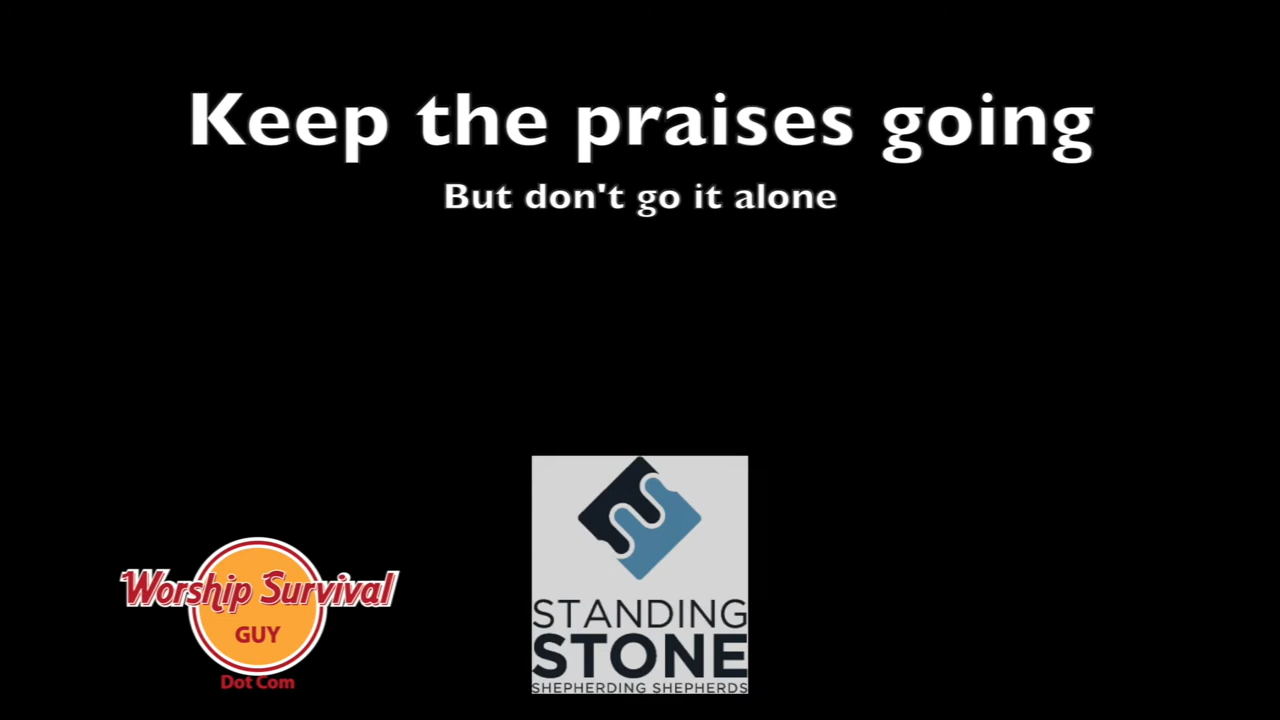 Keep the praises going
But don't go it alone
Worship Survival
GUY
Dot Com
STANDING
STONE
SHEPHERDING SHEPHERDS